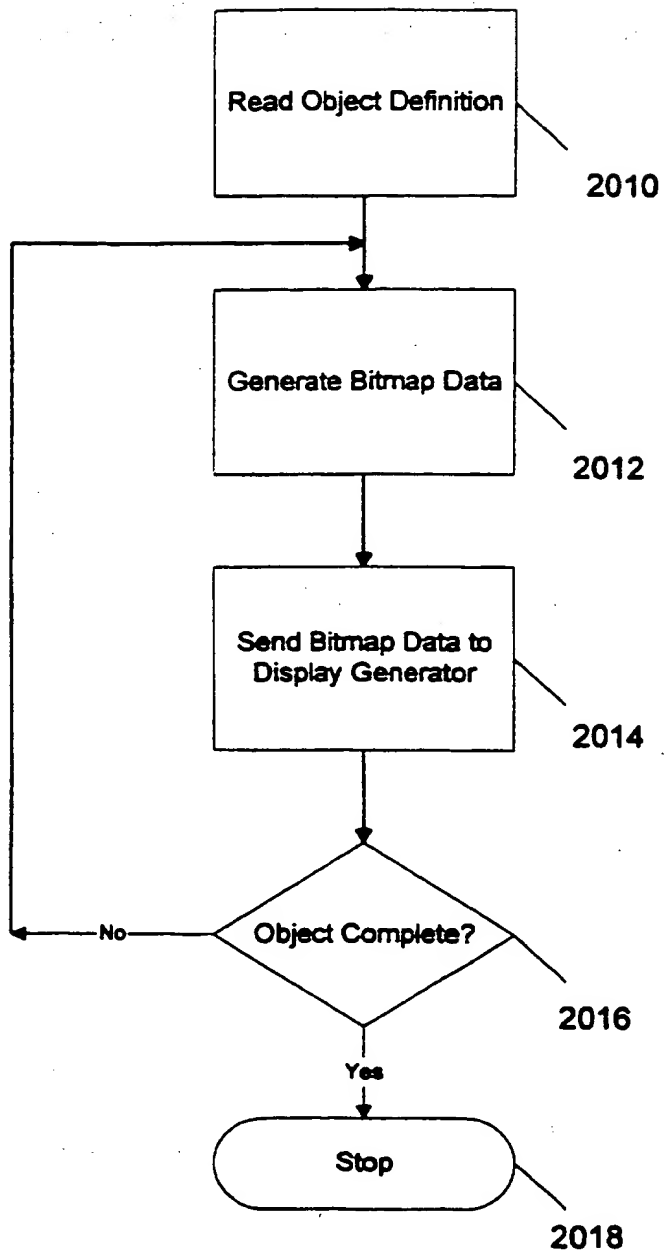 Read Object Definition
2010
Generate Bitmap Data
2012
Send Bitmap Data to
Display Generator
2014
No
Object Complete?
2016
Yes
Stop
2018